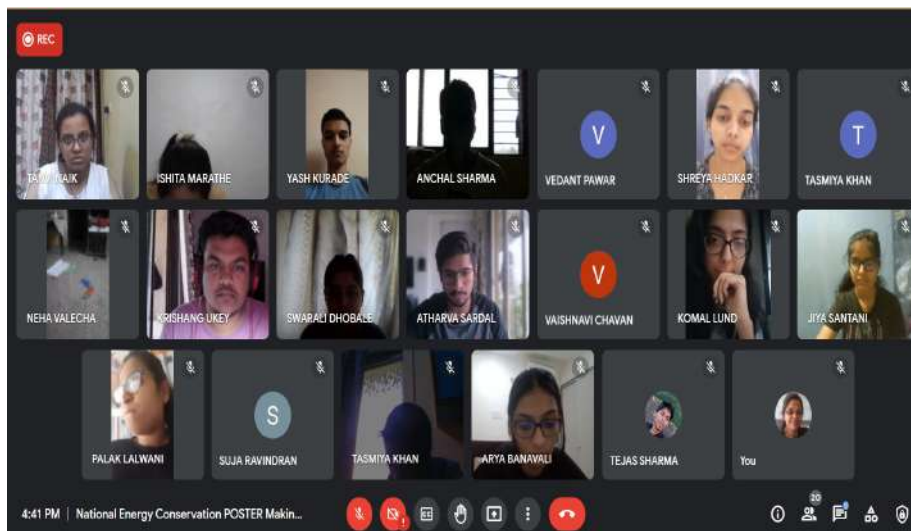 REC
TANVI NAIK
ISHITA MARATHE
YASH KURADE
ANCHAL SHARMA
V
VEDANT PAWAR
SHREYA HADKAR
T
TASMIYA KHAN
NEHA VALECHA
KRISHANG UKEY
SWARALI DHOBALE
ATHARVA SARDAL
V
VAISHNAVI CHAVAN
KOMAL LUND
JIYA SANTANI
PALAK LALWANI
S
SUJA RAVINDRAN
TASMIYA KHAN
ARYA BANAVALI
TEJAS SHARMA
You
4:41 PM | National Energy Conservation POSTER Makin...
20